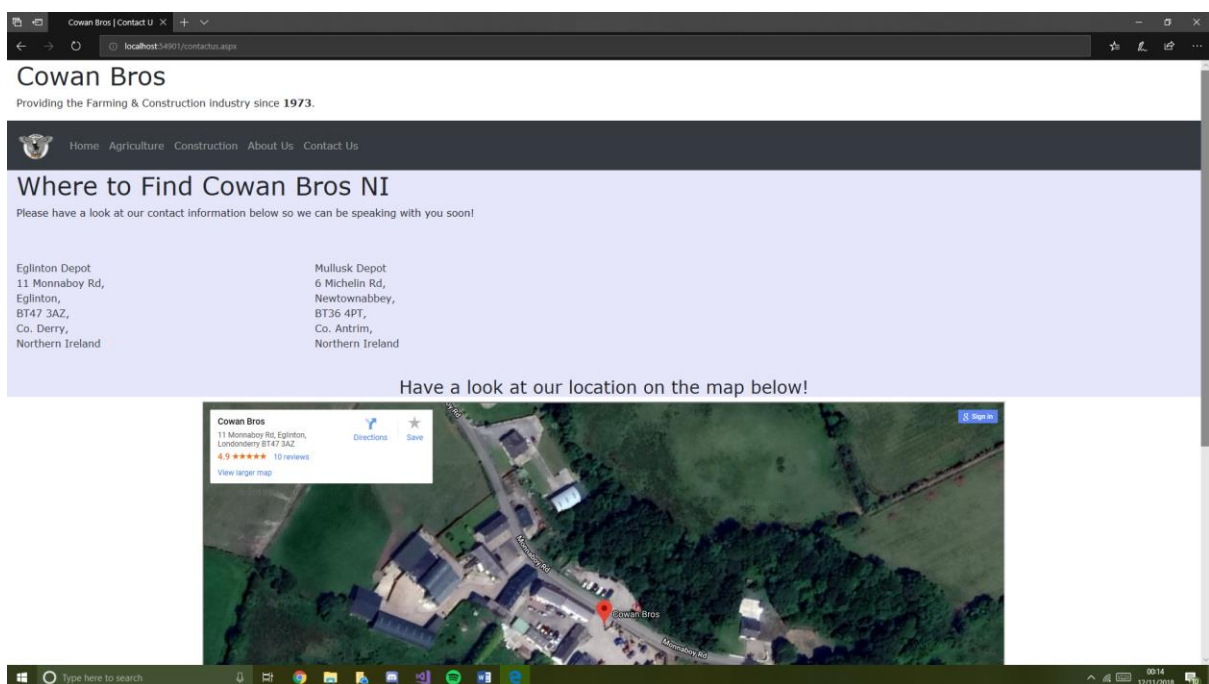 Cowan Bros | Contact U
localhost:54901/contactus.aspx
Cowan Bros
Providing the Farming & Construction industry since 1973.
Home Agriculture Construction About Us Contact Us
Where to Find Cowan Bros NI
Please have a look at our contact information below so we can be speaking with you soon!
Eglinton Depot
11 Monnaboy Rd,
Eglinton,
BT47 3AZ,
Co. Derry,
Northern Ireland
Mullusk Depot
6 Michelin Rd,
Newtownabbey,
BT36 4PT,
Co. Antrim,
Northern Ireland
Have a look at our location on the map below!
Cowan Bros
11 Monnaboy Rd, Eglinton,
Londonderry BT47 3AZ
4.9 ★★★★★ 10 reviews
View larger map
Directions
Save
Sign in
Monnaboy Rd
Cowan Bros
Monnaboy Rd
Type here to search
00:14
12/11/2018